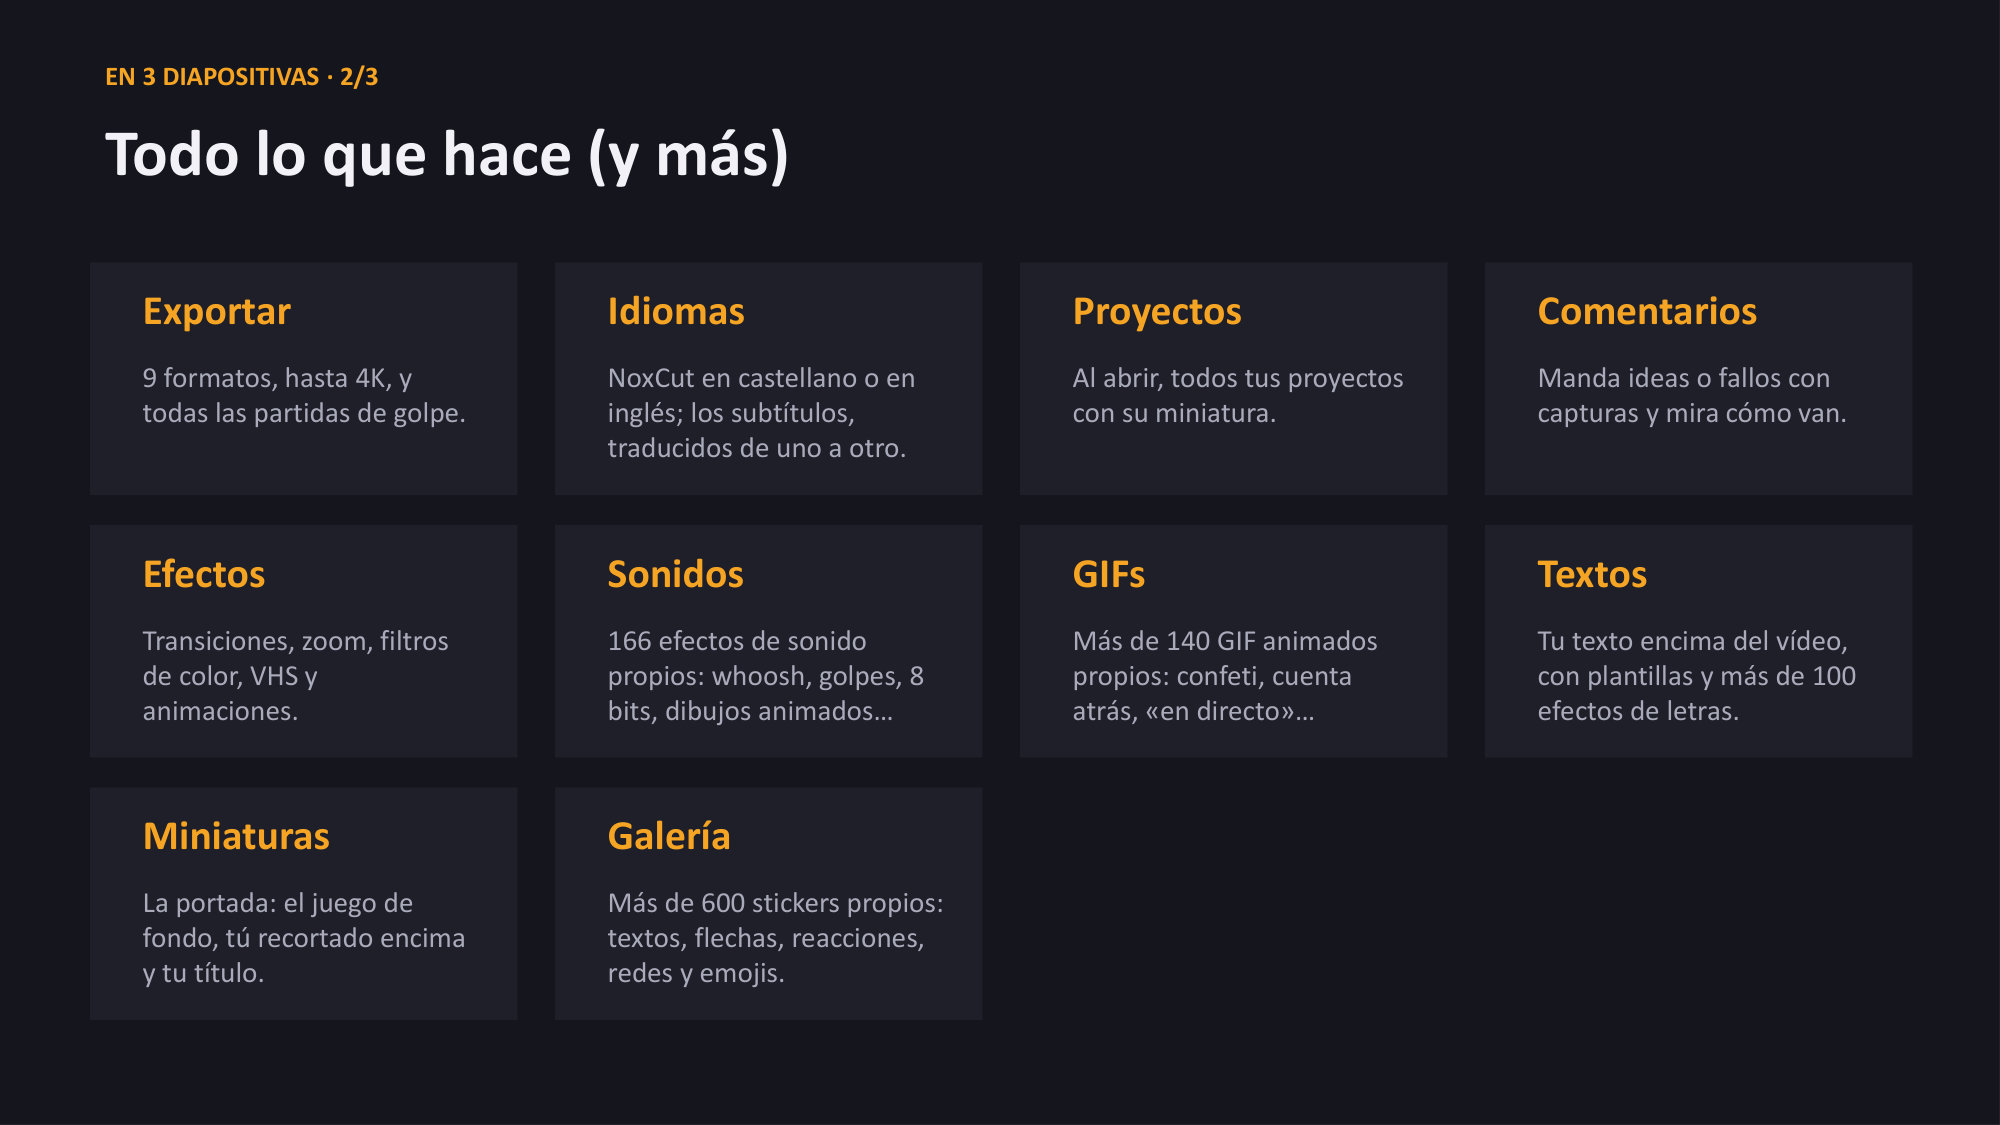 EN 3 DIAPOSITIVAS · 2/3
Todo lo que hace (y más)
Exportar
9 formatos, hasta 4K, y
todas las partidas de golpe.
Idiomas
NoxCut en castellano o en
inglés; los subtítulos,
traducidos de uno a otro.
Proyectos
Al abrir, todos tus proyectos
con su miniatura.
Comentarios
Manda ideas o fallos con
capturas y mira cómo van.
Efectos
Transiciones, zoom, filtros
de color, VHS y
animaciones.
Sonidos
166 efectos de sonido
propios: whoosh, golpes, 8
bits, dibujos animados…
GIFs
Más de 140 GIF animados
propios: confeti, cuenta
atrás, «en directo»…
Textos
Tu texto encima del vídeo,
con plantillas y más de 100
efectos de letras.
Miniaturas
La portada: el juego de
fondo, tú recortado encima
y tu título.
Galería
Más de 600 stickers propios:
textos, flechas, reacciones,
redes y emojis.